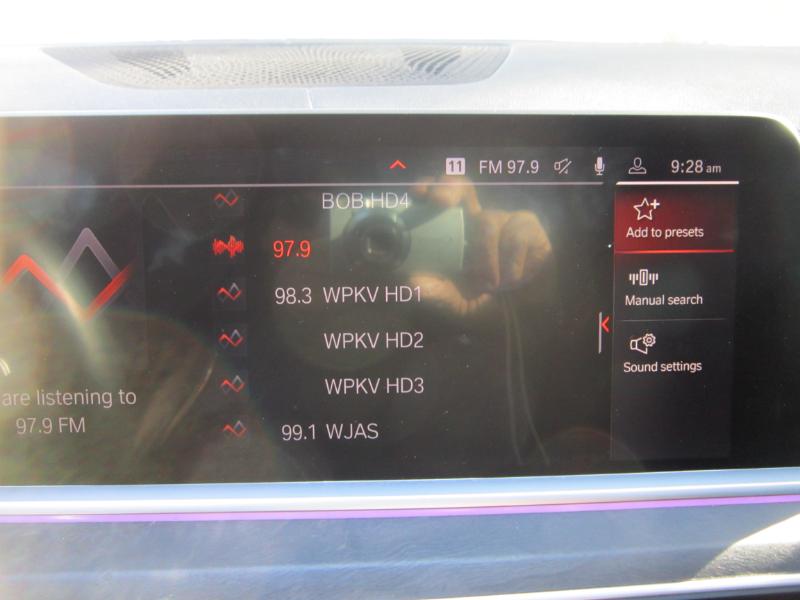 11 FM 97.9 9:28 am
BOB HD4
97.9
98.3 WPKV HD1
WPKV HD2
WPKV HD3
99.1 WJAS
are listening to
97.9 FM
Add to presets
Manual search
Sound settings